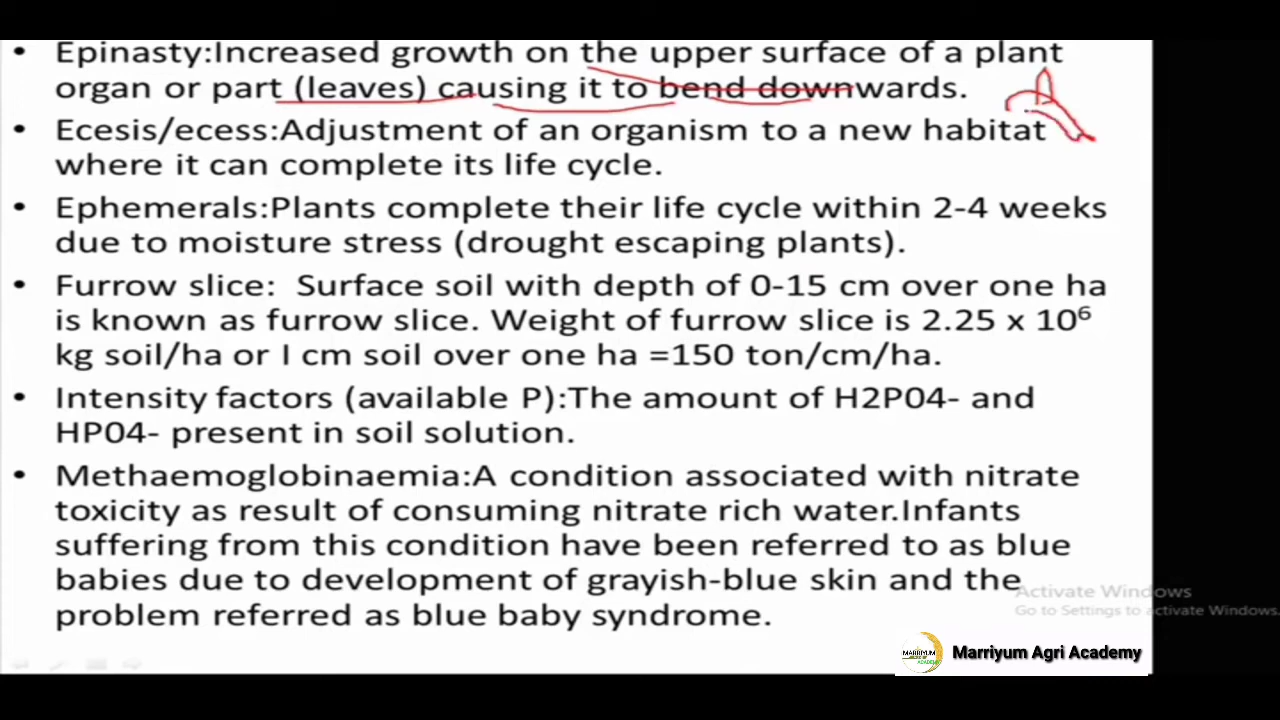 • Epinasty:Increased growth on the upper surface of a plant
organ or part (leaves) causing it to bend downwards.
• Ecesis/ecess:Adjustment of an organism to a new habitat
where it can complete its life cycle.
• Ephemerals:Plants complete their life cycle within 2-4 weeks
due to moisture stress (drought escaping plants).
• Furrow slice:  Surface soil with depth of 0-15 cm over one ha
is known as furrow slice. Weight of furrow slice is 2.25 x 10⁶
kg soil/ha or I cm soil over one ha =150 ton/cm/ha.
• Intensity factors (available P):The amount of H2P04- and
HP04- present in soil solution.
• Methaemoglobinaemia:A condition associated with nitrate
toxicity as result of consuming nitrate rich water.Infants
suffering from this condition have been referred to as blue
babies due to development of grayish-blue skin and the
problem referred as blue baby syndrome.
Activate Windows
Go to Settings to activate Windows.
MARRIYUM
ACADEMY
Marriyum Agri Academy